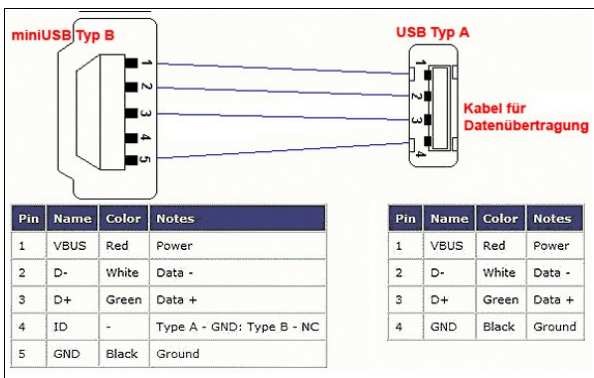 miniUSB Typ B
USB Typ A
1
2
3
4
5
1
2
3
4
Kabel für
Datenübertragung
Pin Name Color Notes
1 VBUS Red Power
2 D- White Data -
3 D+ Green Data +
4 ID - Type A - GND: Type B - NC
5 GND Black Ground
Pin Name Color Notes
1 VBUS Red Power
2 D- White Data -
3 D+ Green Data +
4 GND Black Ground